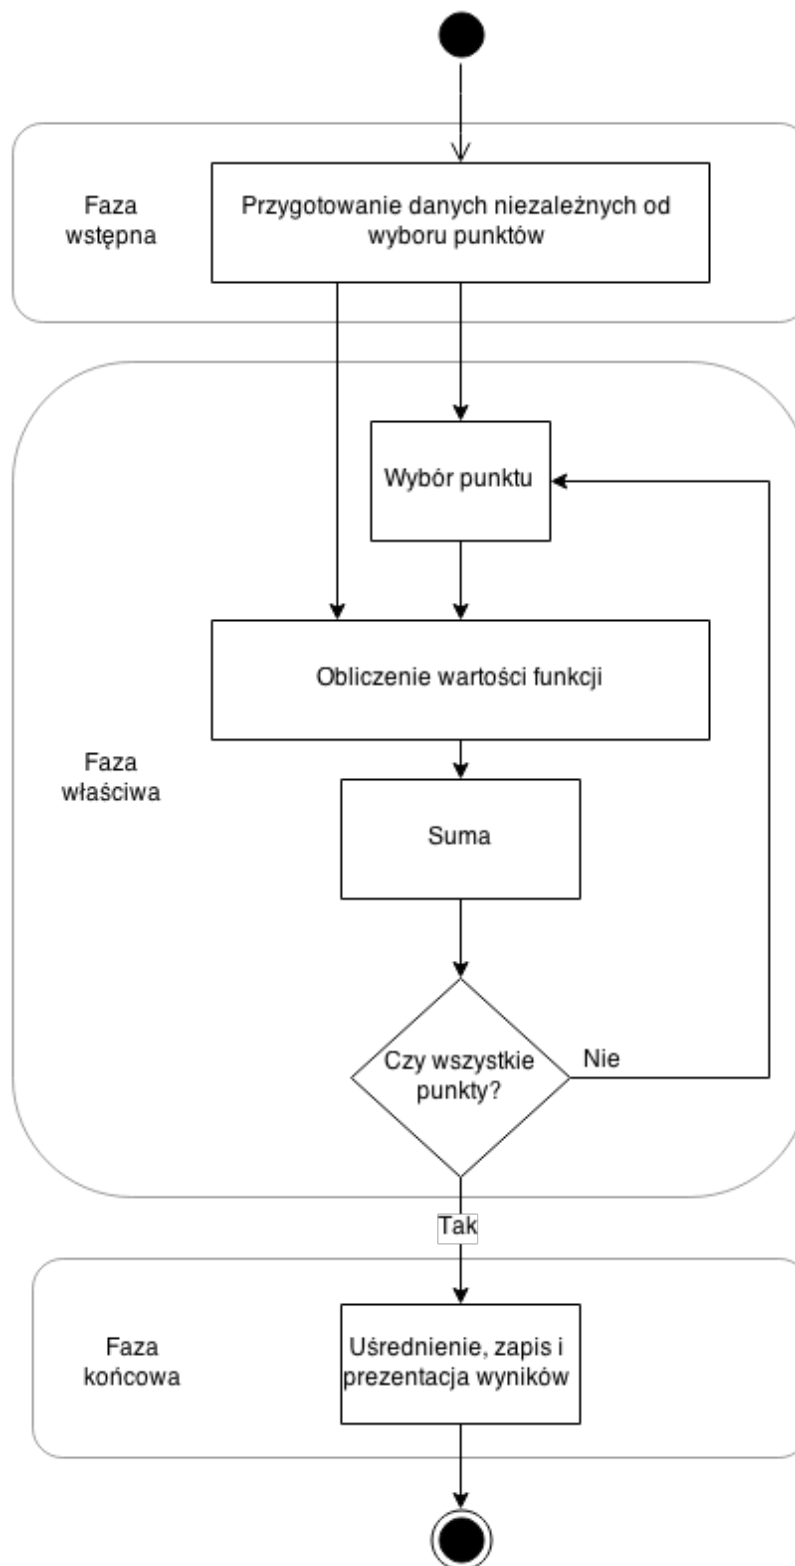 Faza
wstępna
Przygotowanie danych niezależnych od
wyboru punktów
Wybór punktu
Obliczenie wartości funkcji
Faza
właściwa
Suma
Czy wszystkie
punkty?
Nie
Tak
Faza
końcowa
Uśrednienie, zapis i
prezentacja wyników